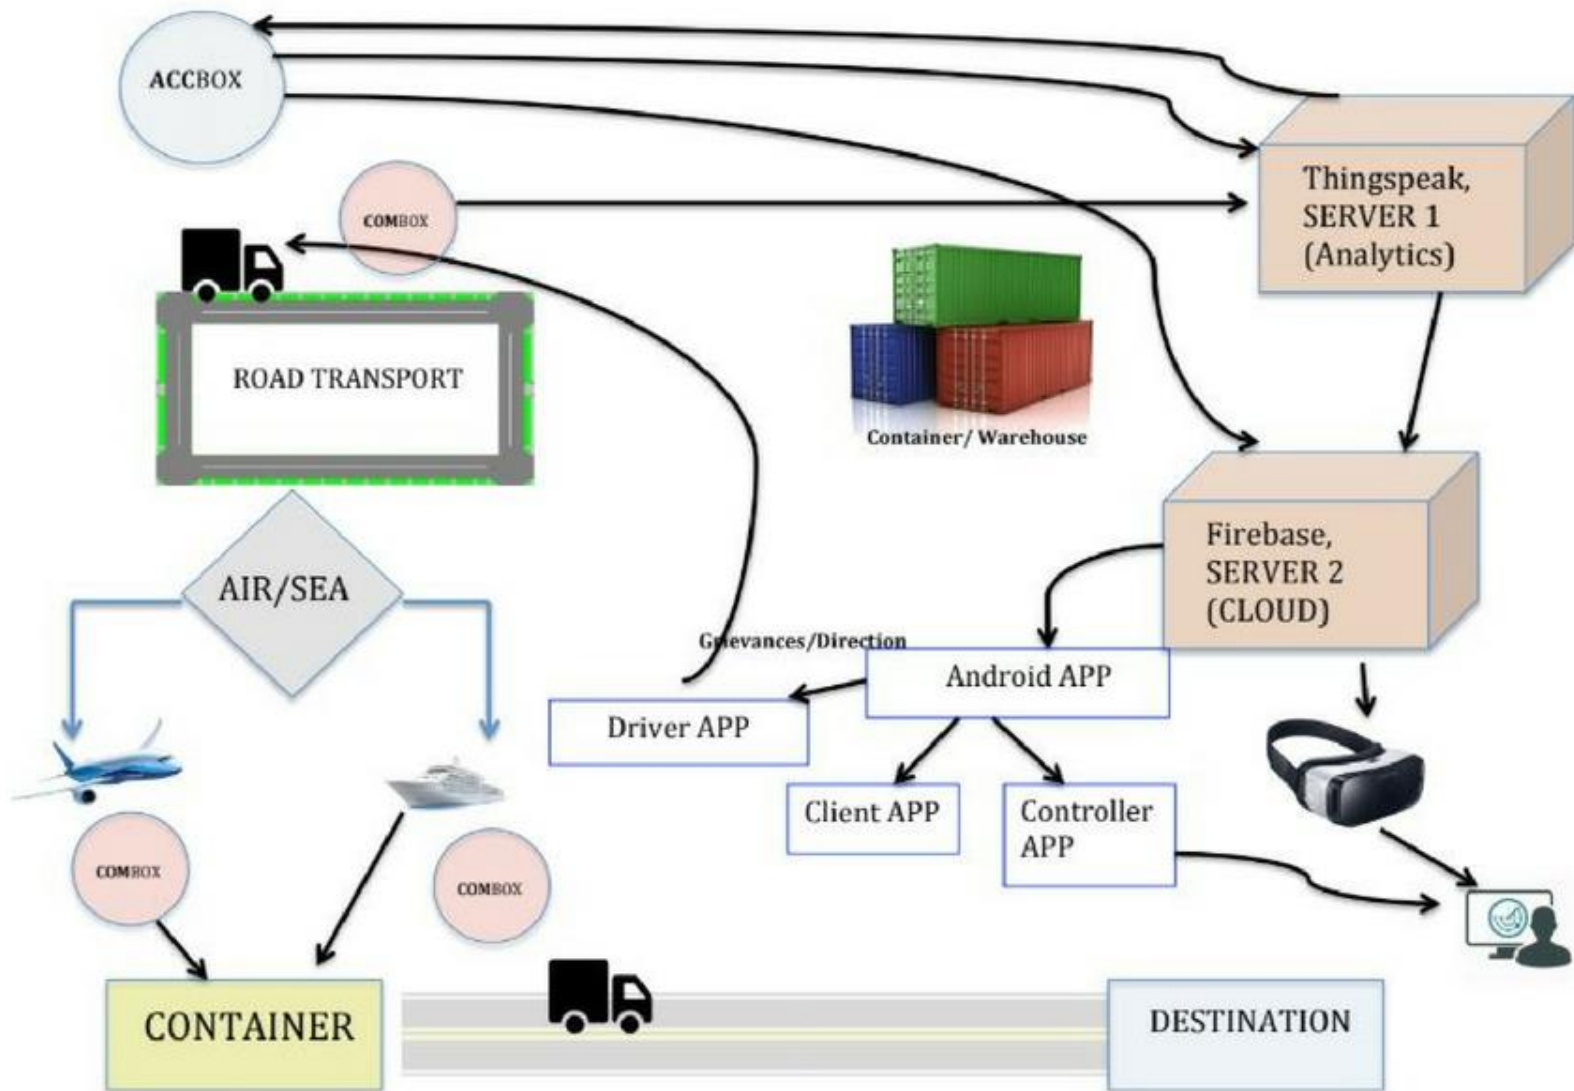 ACCBOX
COMBOX
Thingspeak,
SERVER 1
(Analytics)
ROAD TRANSPORT
Container/ Warehouse
Firebase,
SERVER 2
(CLOUD)
AIR/SEA
Grievances/Direction
Android APP
Driver APP
Client APP
Controller
APP
COMBOX
COMBOX
CONTAINER
DESTINATION